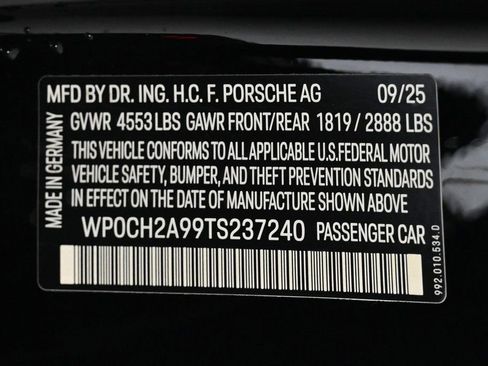 MFD BY DR. ING. H.C. F. PORSCHE AG 09/25
GVWR 4553LBS GAWR FRONT/REAR 1819 / 2888 LBS
THIS VEHICLE CONFORMS TO ALL APPLICABLE U.S.FEDERAL MOTOR
VEHICLE SAFETY, BUMPER, AND THEFT PREVENTION STANDARDS
IN EFFECT ON THE DATE OF MANUFACTURE SHOWN ABOVE
WP0CH2A99TS237240 PASSENGER CAR
MADE IN GERMANY
992.010.534.0